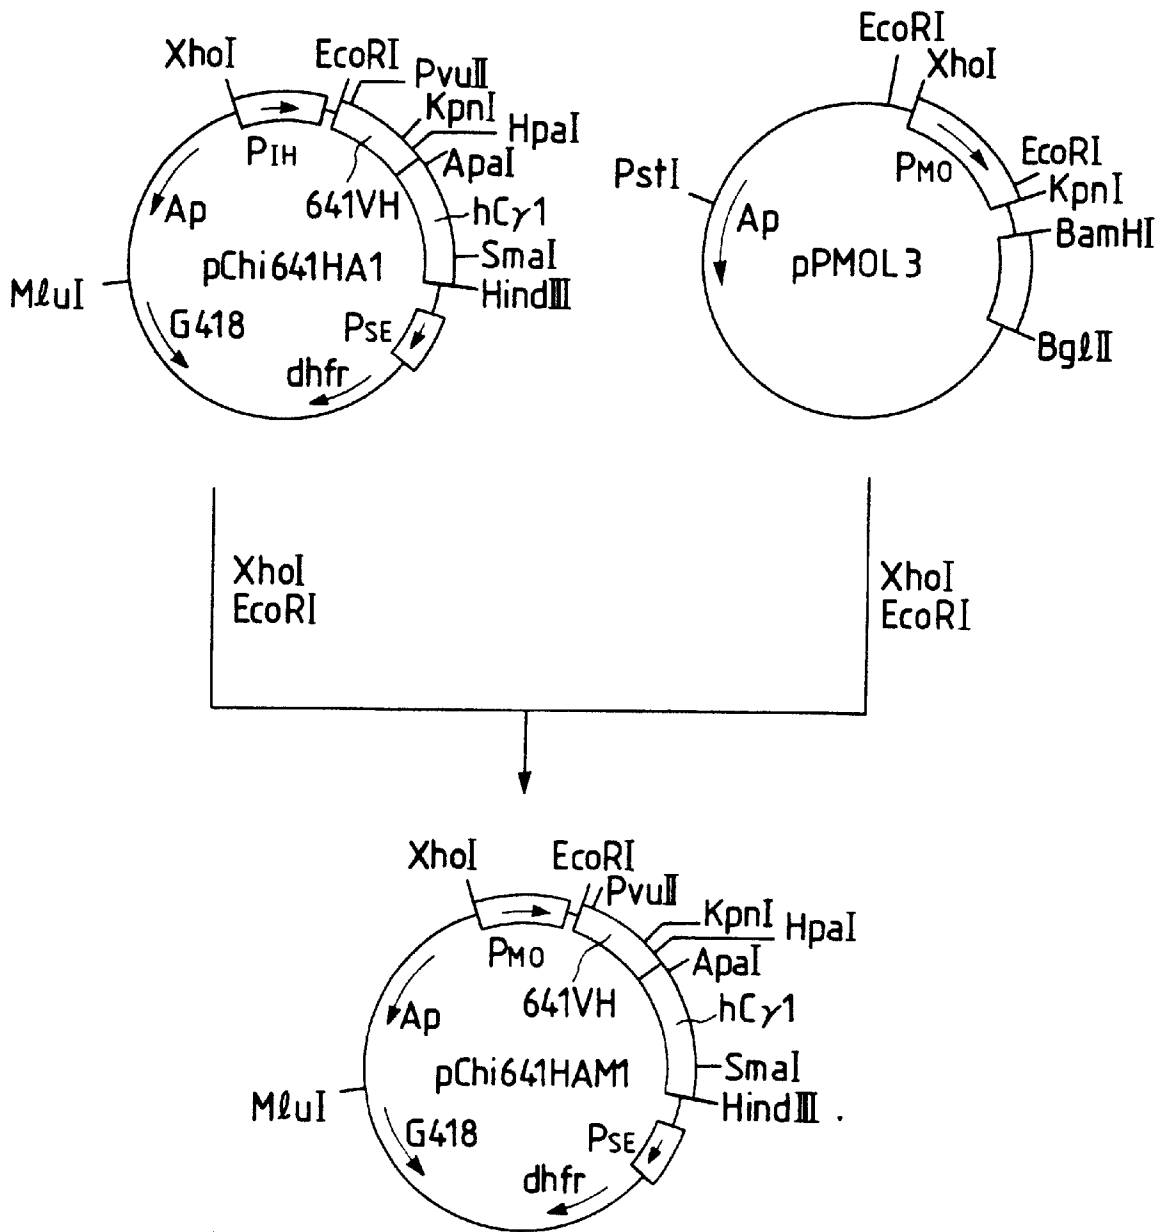 XhoI
EcoRI
PvuII
KpnI
HpaI
ApaI
PIH
641VH
hCγ1
Ap
pChi641HA1
SmaI
HindIII
MluI
G418
PSE
dhfr
EcoRI
XhoI
PMO
EcoRI
KpnI
BamHI
PstI
Ap
pPMOL3
BglII
XhoI
EcoRI
XhoI
EcoRI
XhoI
EcoRI
PvuII
KpnI
HpaI
ApaI
PMO
641VH
hCγ1
Ap
pChi641HAM1
SmaI
HindIII .
MluI
G418
PSE
dhfr